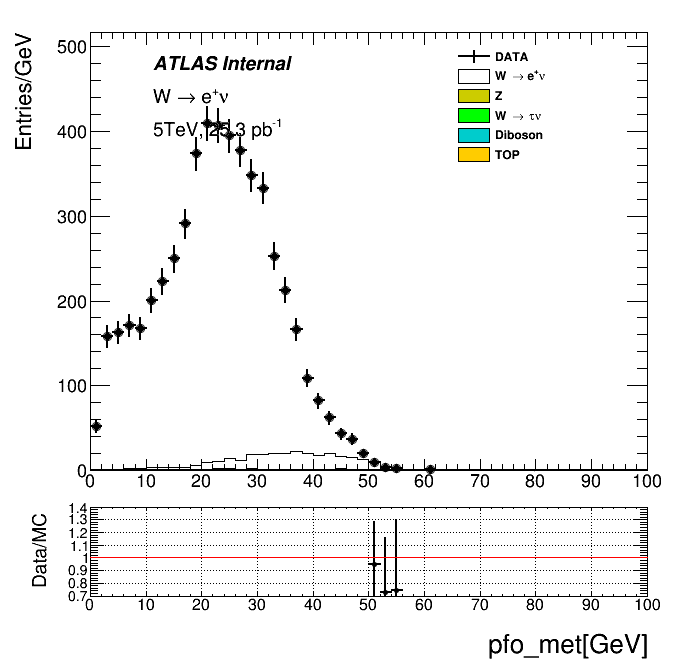 Entries/GeV
500
400
300
200
100
0
ATLAS Internal
W → e⁺ν
5TeV, 25.3 pb⁻¹
DATA
W → e⁺ν
Z
W → τν
Diboson
TOP
0 10 20 30 40 50 60 70 80 90 100
Data/MC
1.4
1.3
1.2
1.1
1
0.9
0.8
0.7
0 10 20 30 40 50 60 70 80 90 100
pfo_met[GeV]